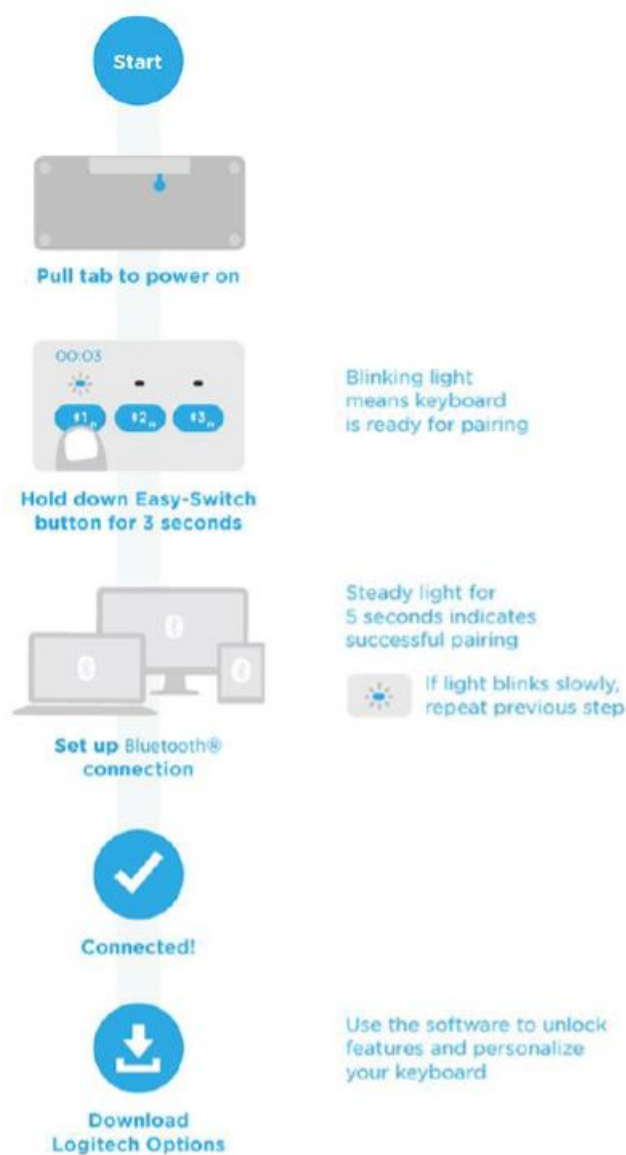 Start
Pull tab to power on
00:03
1
2
3
Blinking light
means keyboard
is ready for pairing
Hold down Easy-Switch
button for 3 seconds
Steady light for
5 seconds indicates
successful pairing
If light blinks slowly,
repeat previous step
Set up Bluetooth®
connection
Connected!
Use the software to unlock
features and personalize
your keyboard
Download
Logitech Options